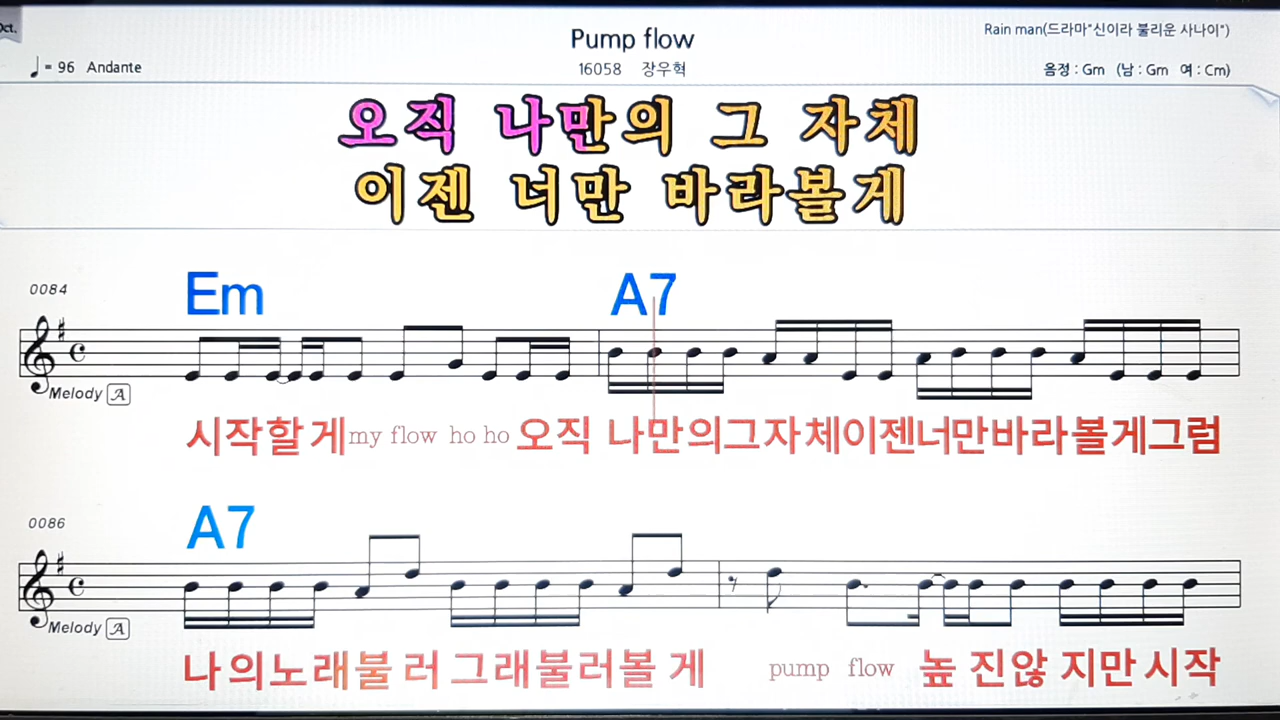 Oct.
Pump flow
Rain man(드라마"신이라 불리운 사나이")
♩ = 96 Andante
16058 장우혁
음정 : Gm (남 : Gm 여 : Cm)
오직 나만의 그 자체
이젠 너만 바라볼게
0084
Em A7
Melody A
시작할게my flow ho ho 오직 나만의그자체이젠너만바라볼게그럼
0086
A7
Melody A
나의노래불러그래불러볼게 pump flow 높진않지만시작